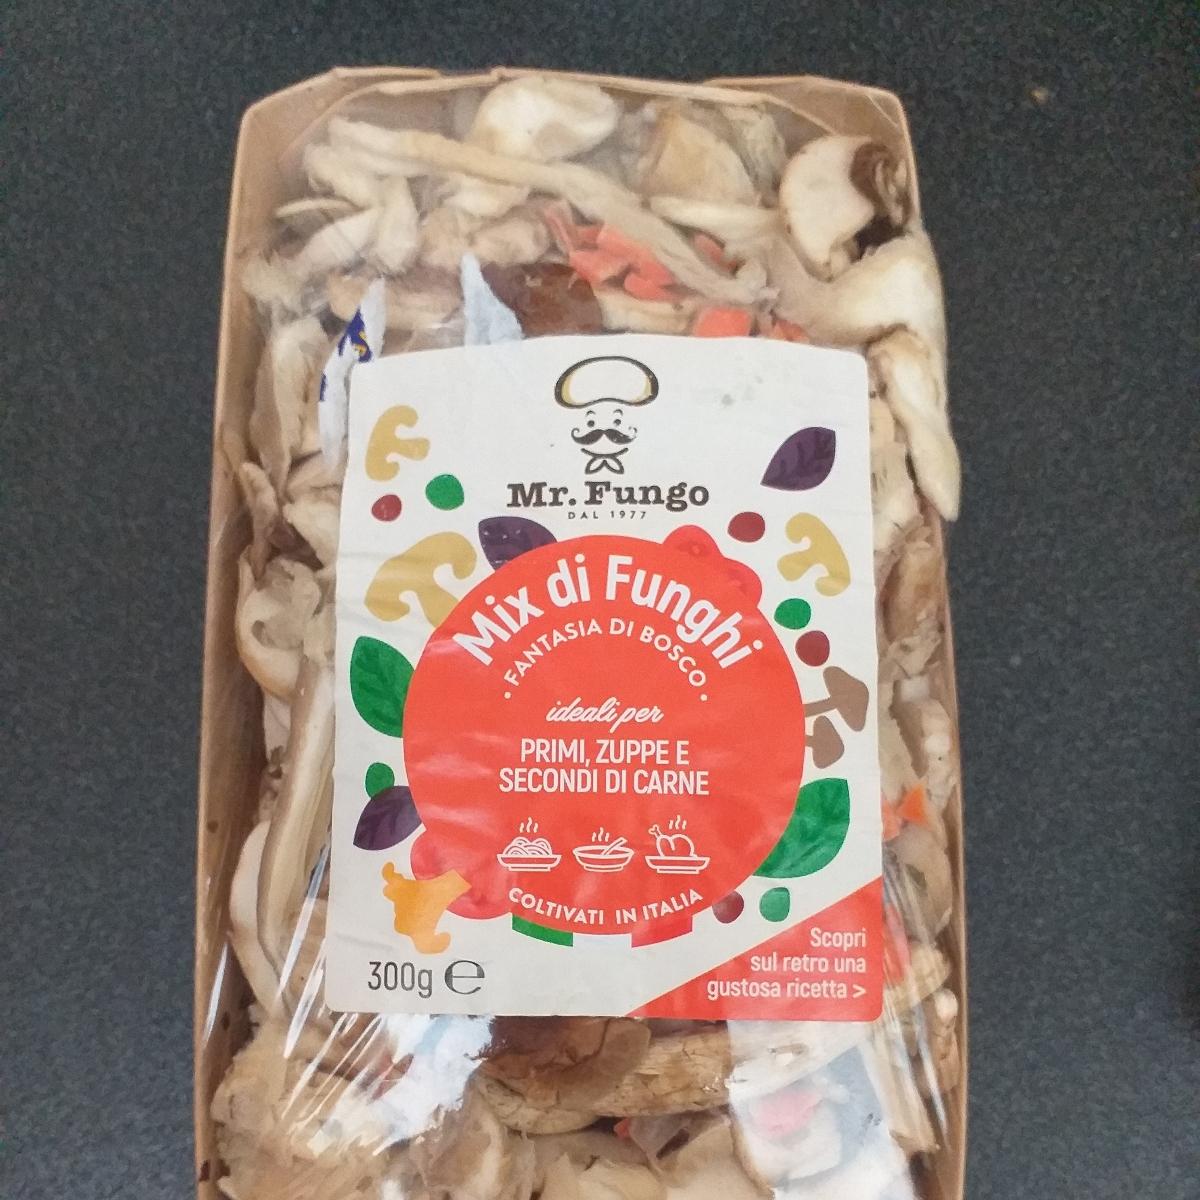 Mr. Fungo
DAL 1977
Mix di Funghi
• FANTASIA DI BOSCO •
ideali per
PRIMI, ZUPPE E
SECONDI DI CARNE
COLTIVATI IN ITALIA
300g ℮
Scopri
sul retro una
gustosa ricetta >